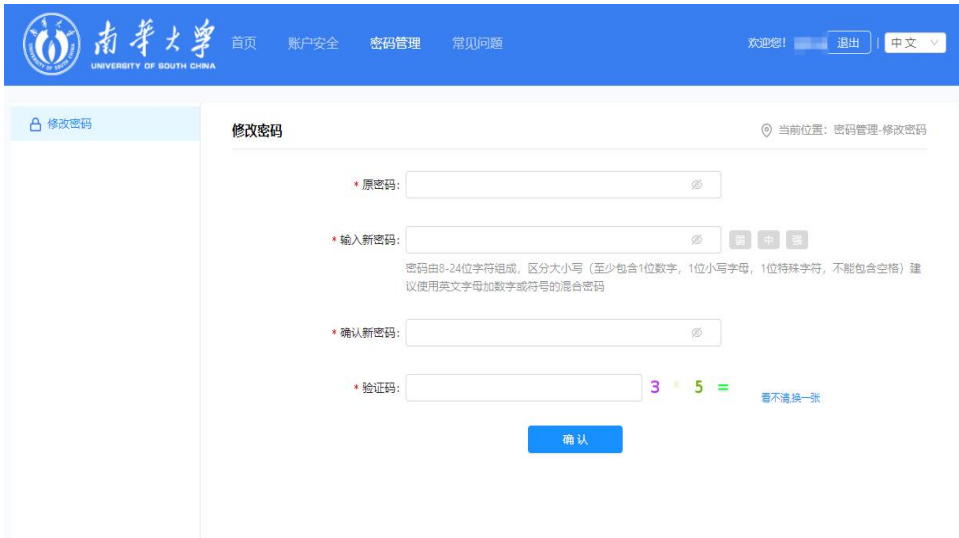 南华大学
UNIVERSITY OF SOUTH CHINA
首页 账户安全 密码管理 常见问题 欢迎您! 退出 | 中文
修改密码
修改密码 当前位置：密码管理-修改密码
* 原密码：
* 输入新密码： 弱 中 强
密码由8-24位字符组成，区分大小写（至少包含1位数字，1位小写字母，1位特殊字符，不能包含空格）建
议使用英文字母加数字或符号的混合密码
* 确认新密码：
* 验证码： 3 * 5 =
看不清,换一张
确认